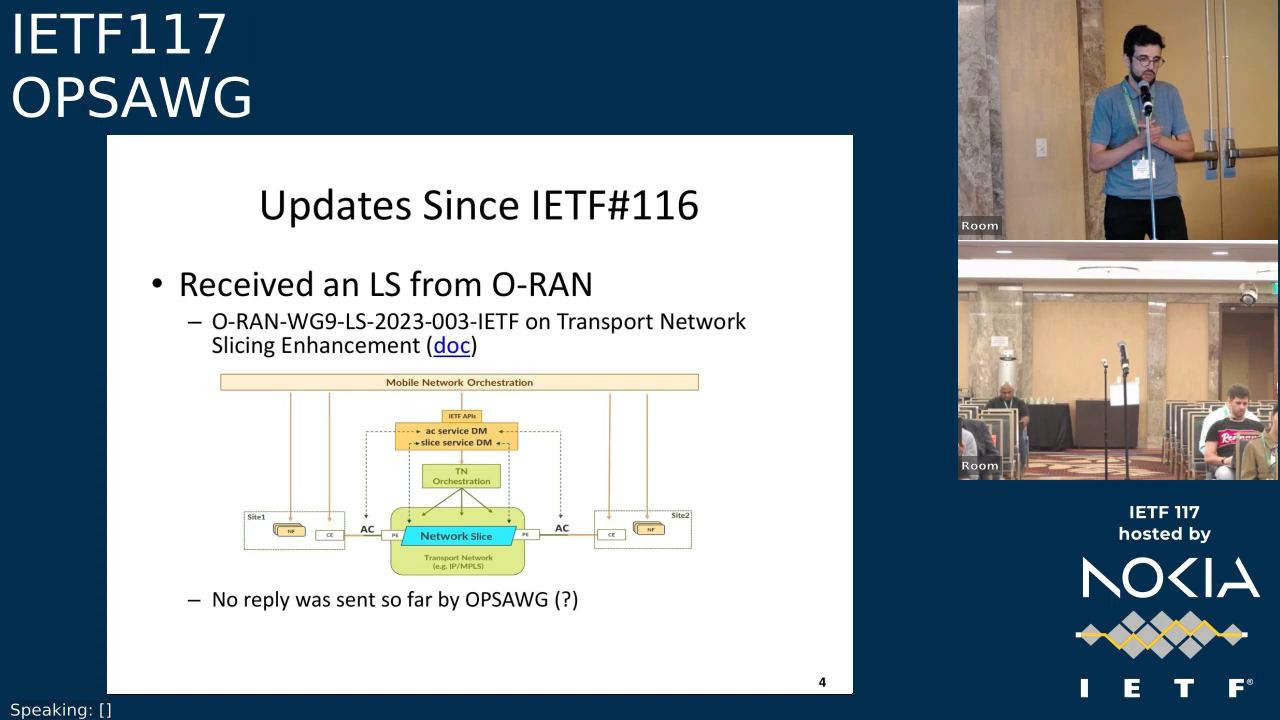 IETF117
OPSAWG
Updates Since IETF#116
• Received an LS from O-RAN
– O-RAN-WG9-LS-2023-003-IETF on Transport Network
Slicing Enhancement (doc)
Mobile Network Orchestration
IETF APIs
ac service DM
slice service DM
TN
Orchestration
Site1
NF
CE
AC
PE
Network Slice
PE
AC
CE
NF
Site2
Transport Network
(e.g. IP/MPLS)
– No reply was sent so far by OPSAWG (?)
4
Room
Room
IETF 117
hosted by
NOKIA
I E T F®
Speaking: []